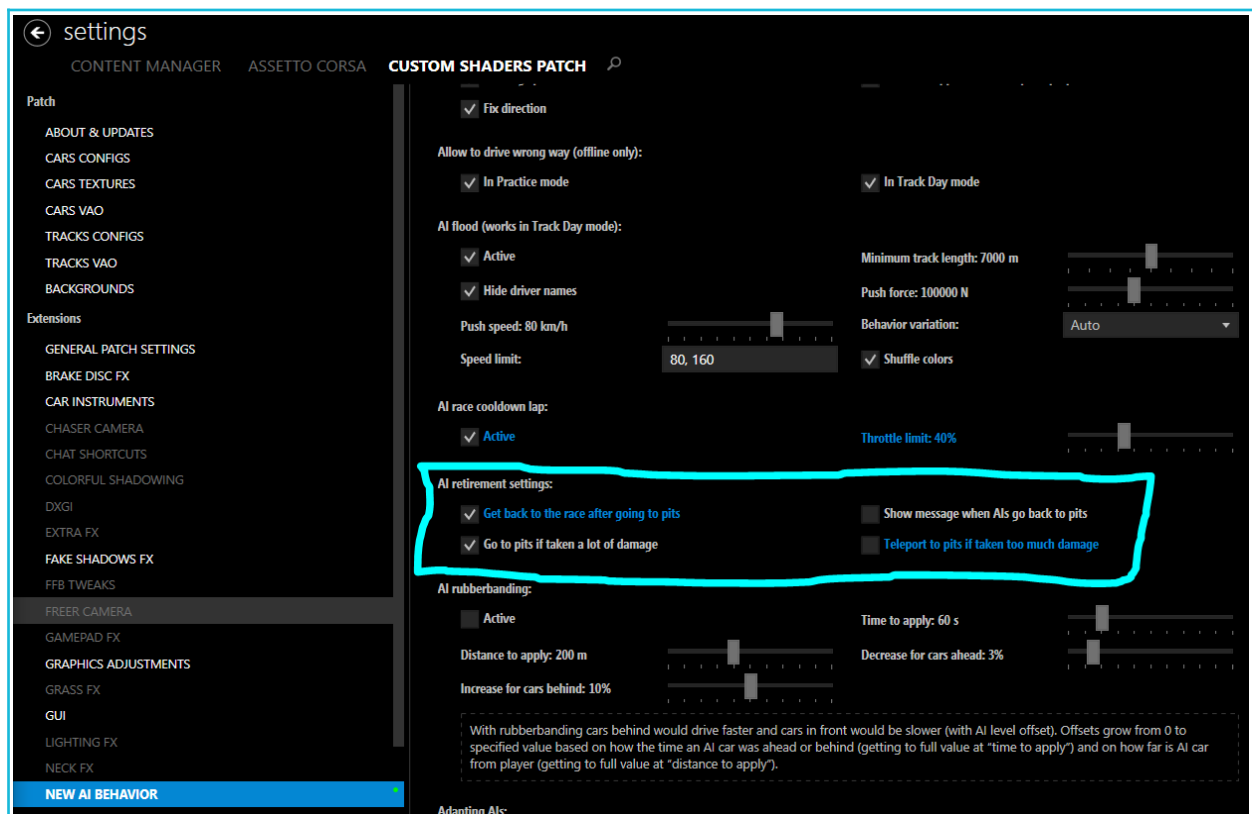 settings
CONTENT MANAGER ASSETTO CORSA CUSTOM SHADERS PATCH
Patch
ABOUT & UPDATES
CARS CONFIGS
CARS TEXTURES
CARS VAO
TRACKS CONFIGS
TRACKS VAO
BACKGROUNDS
Extensions
GENERAL PATCH SETTINGS
BRAKE DISC FX
CAR INSTRUMENTS
CHASER CAMERA
CHAT SHORTCUTS
COLORFUL SHADOWING
DXGI
EXTRA FX
FAKE SHADOWS FX
FFB TWEAKS
FREER CAMERA
GAMEPAD FX
GRAPHICS ADJUSTMENTS
GRASS FX
GUI
LIGHTING FX
NECK FX
NEW AI BEHAVIOR
Fix direction
Allow to drive wrong way (offline only):
In Practice mode In Track Day mode
AI flood (works in Track Day mode):
Active Minimum track length: 7000 m
Hide driver names Push force: 100000 N
Push speed: 80 km/h Behavior variation: Auto
Speed limit: 80, 160 Shuffle colors
AI race cooldown lap:
Active Throttle limit: 40%
AI retirement settings:
Get back to the race after going to pits Show message when AIs go back to pits
Go to pits if taken a lot of damage Teleport to pits if taken too much damage
AI rubberbanding:
Active Time to apply: 60 s
Distance to apply: 200 m Decrease for cars ahead: 3%
Increase for cars behind: 10%
With rubberbanding cars behind would drive faster and cars in front would be slower (with AI level offset). Offsets grow from 0 to
specified value based on how the time an AI car was ahead or behind (getting to full value at “time to apply”) and on how far is AI car
from player (getting to full value at “distance to apply”).
Adapting AIs: